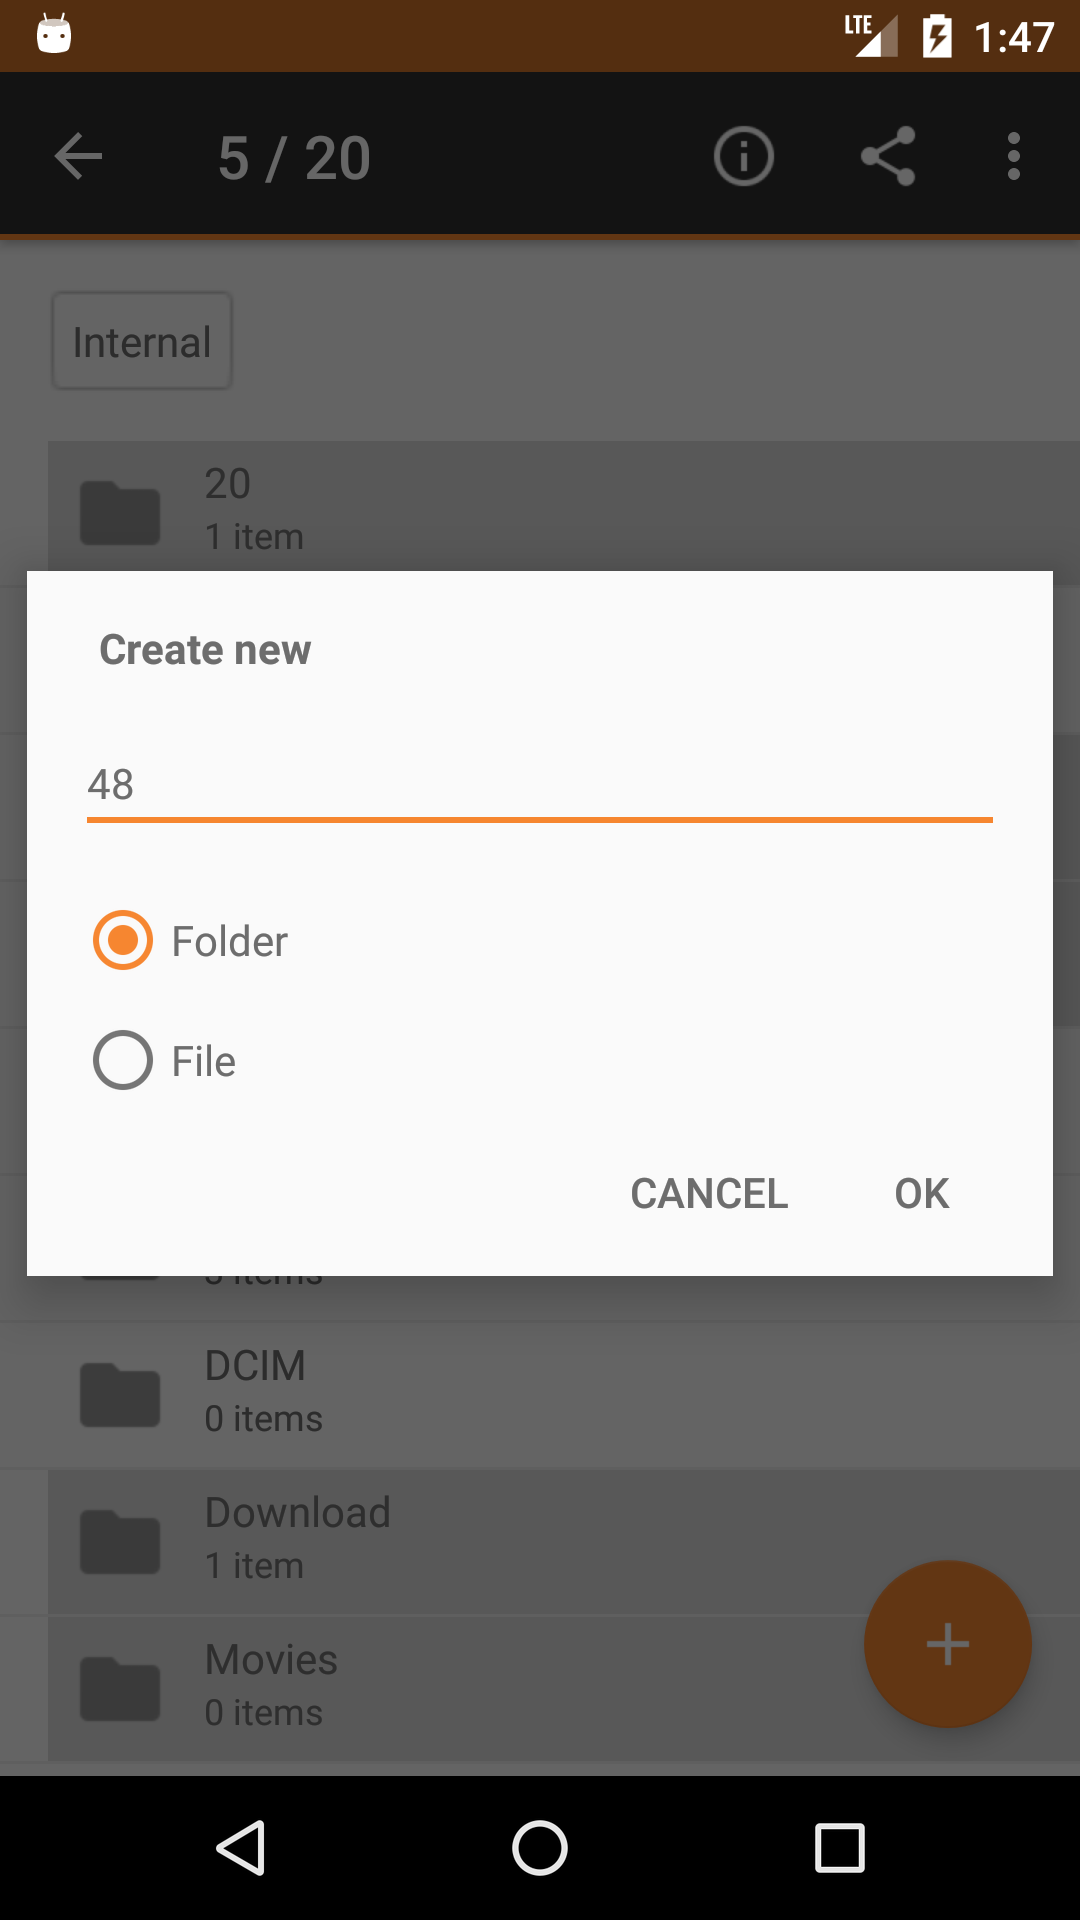 LTE 1:47
5 / 20
Internal
20
1 item
Create new
48
Folder
File
CANCEL OK
items
DCIM
0 items
Download
1 item
Movies
0 items